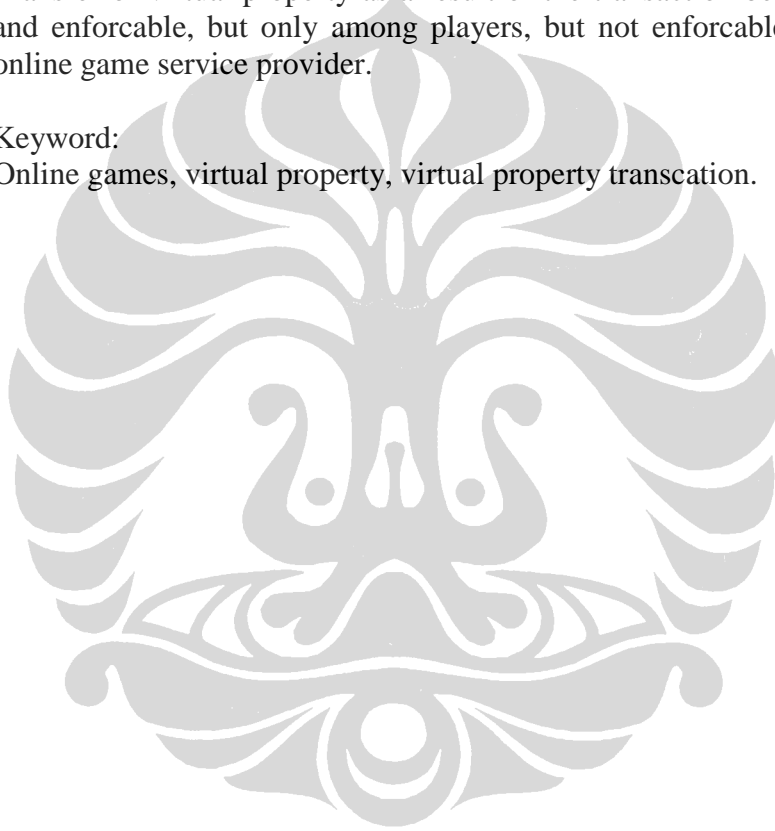 and enforcable, but only among players, but not enforcable
online game service provider.
Keyword:
Online games, virtual property, virtual property transcation.